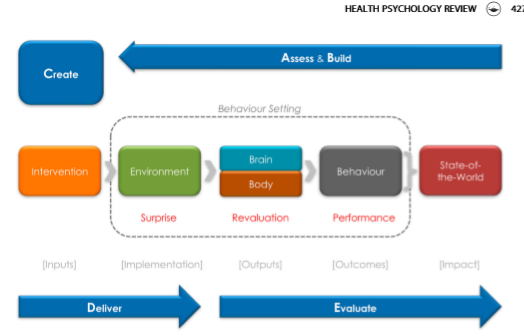 HEALTH PSYCHOLOGY REVIEW 427
Assess & Build
Create
Behaviour Setting
Intervention
Environment
Brain
Body
Behaviour
State-of-
the-World
Surprise
Revaluation
Performance
[Inputs]
[Implementation]
[Outputs]
[Outcomes]
[Impact]
Deliver
Evaluate